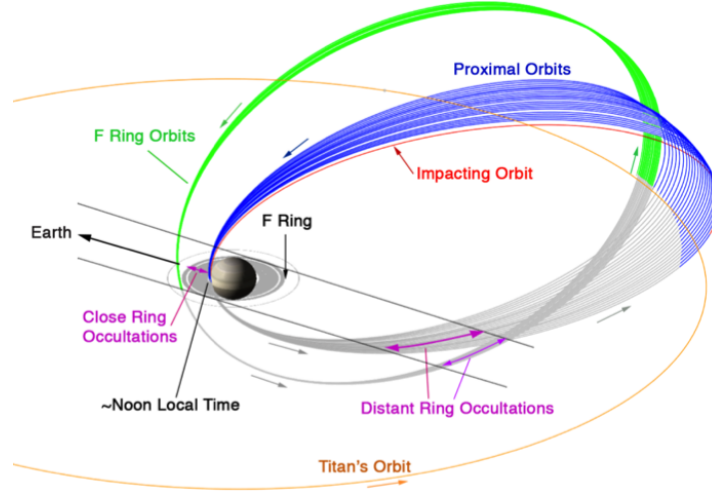 Proximal Orbits
F Ring Orbits
Impacting Orbit
F Ring
Earth
Close Ring
Occultations
~Noon Local Time
Distant Ring Occultations
Titan's Orbit